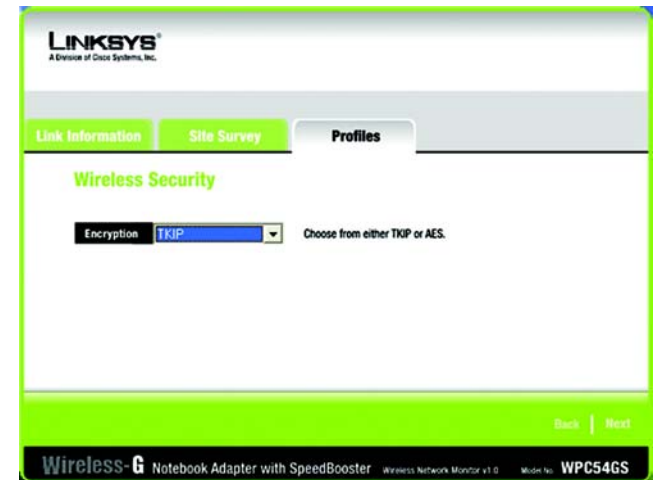 LINKSYS®
A Division of Cisco Systems, Inc.
Link Information Site Survey Profiles
Wireless Security
Encryption TKIP Choose from either TKIP or AES.
Back | Next
Wireless-G Notebook Adapter with SpeedBooster Wireless Network Monitor v1.0 Model No. WPC54GS